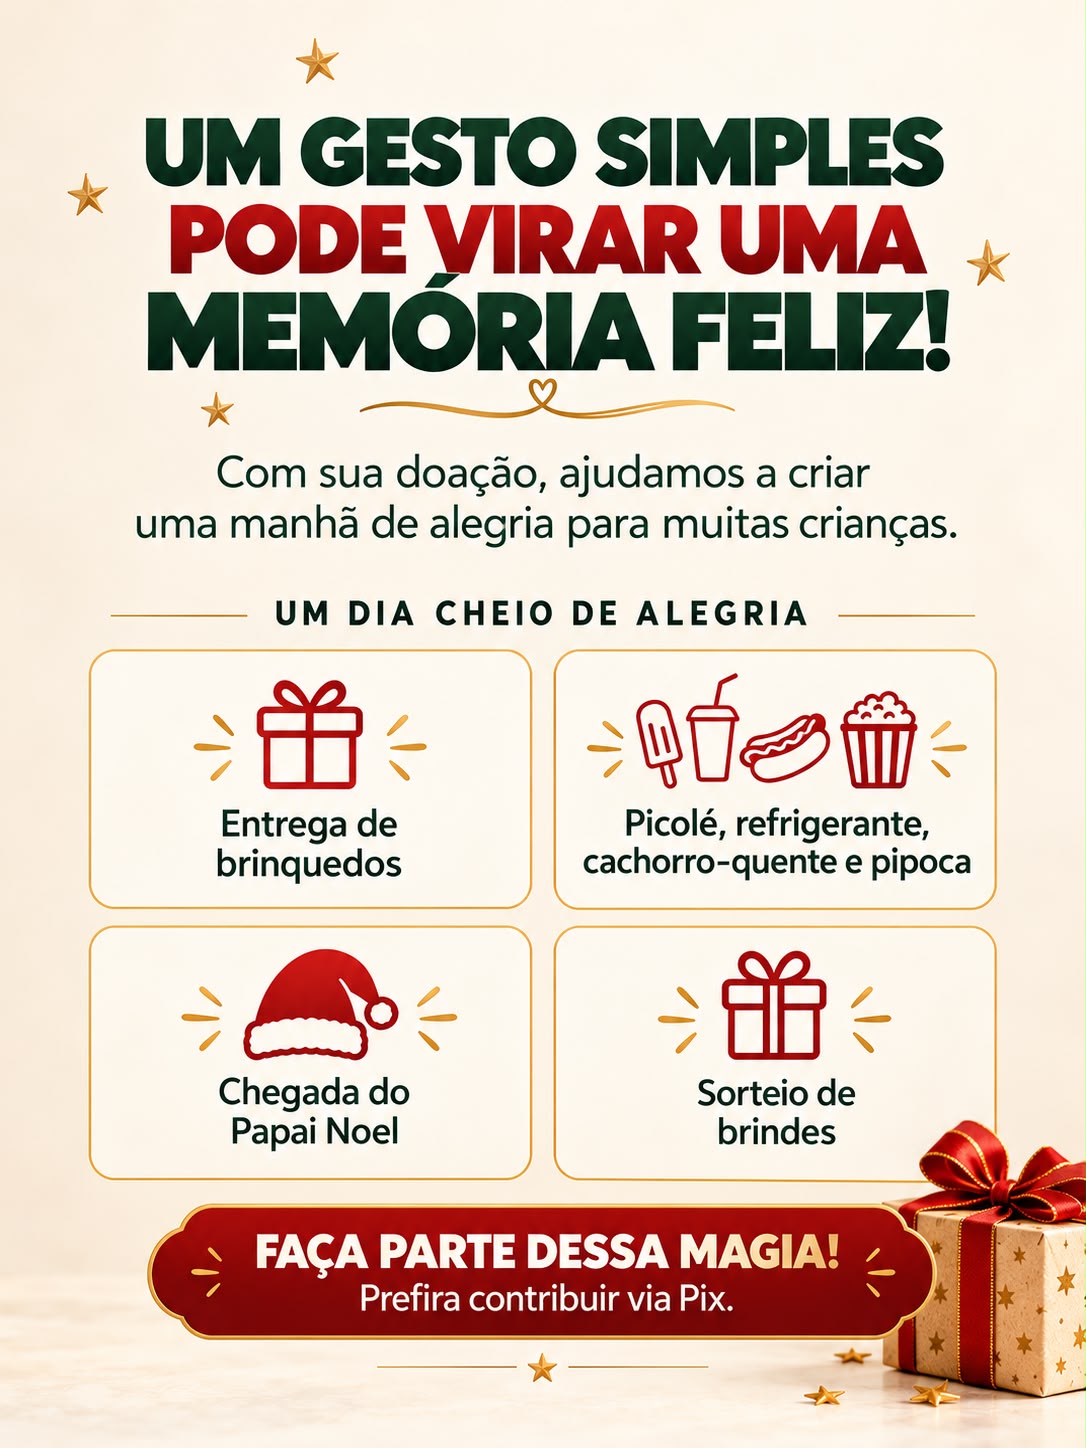 UM GESTO SIMPLES
PODE VIRAR UMA
MEMÓRIA FELIZ!
Com sua doação, ajudamos a criar
uma manhã de alegria para muitas crianças.
UM DIA CHEIO DE ALEGRIA
Entrega de
brinquedos
Picolé, refrigerante,
cachorro-quente e pipoca
Chegada do
Papai Noel
Sorteio de
brindes
FAÇA PARTE DESSA MAGIA!
Prefira contribuir via Pix.